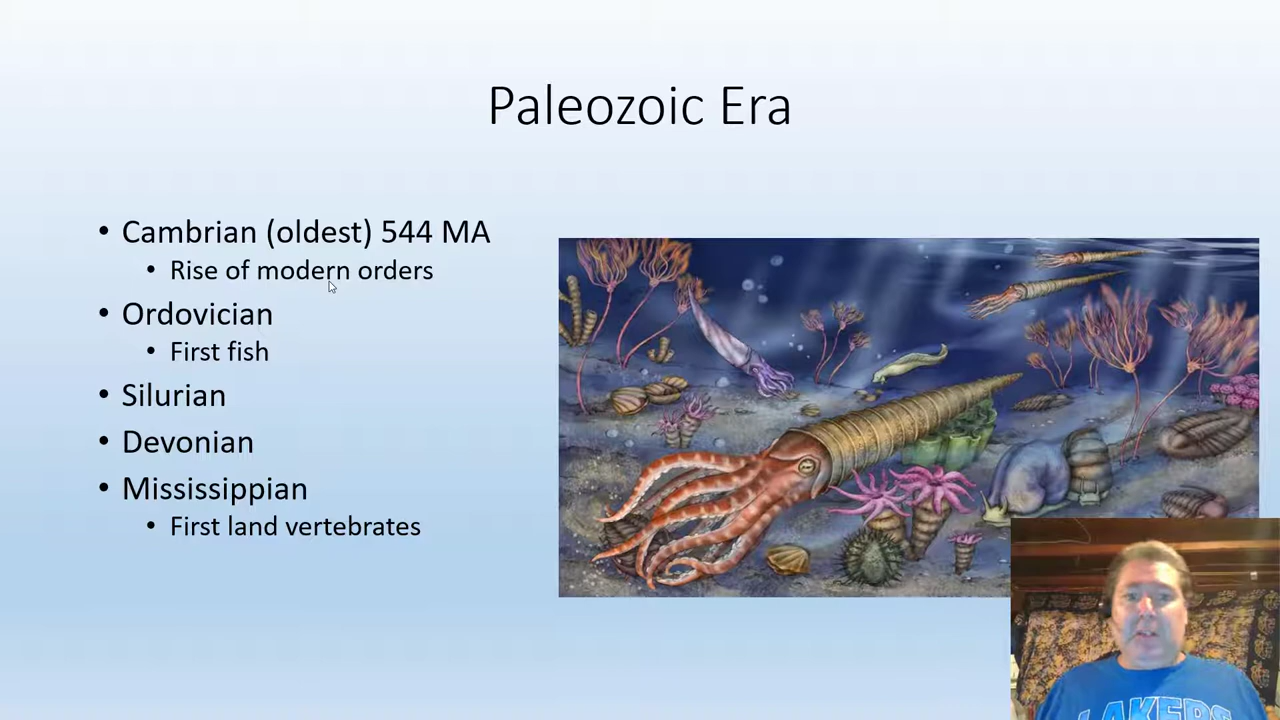 Paleozoic Era
• Cambrian (oldest) 544 MA
• Rise of modern orders
• Ordovician
• First fish
• Silurian
• Devonian
• Mississippian
• First land vertebrates
LAKERS